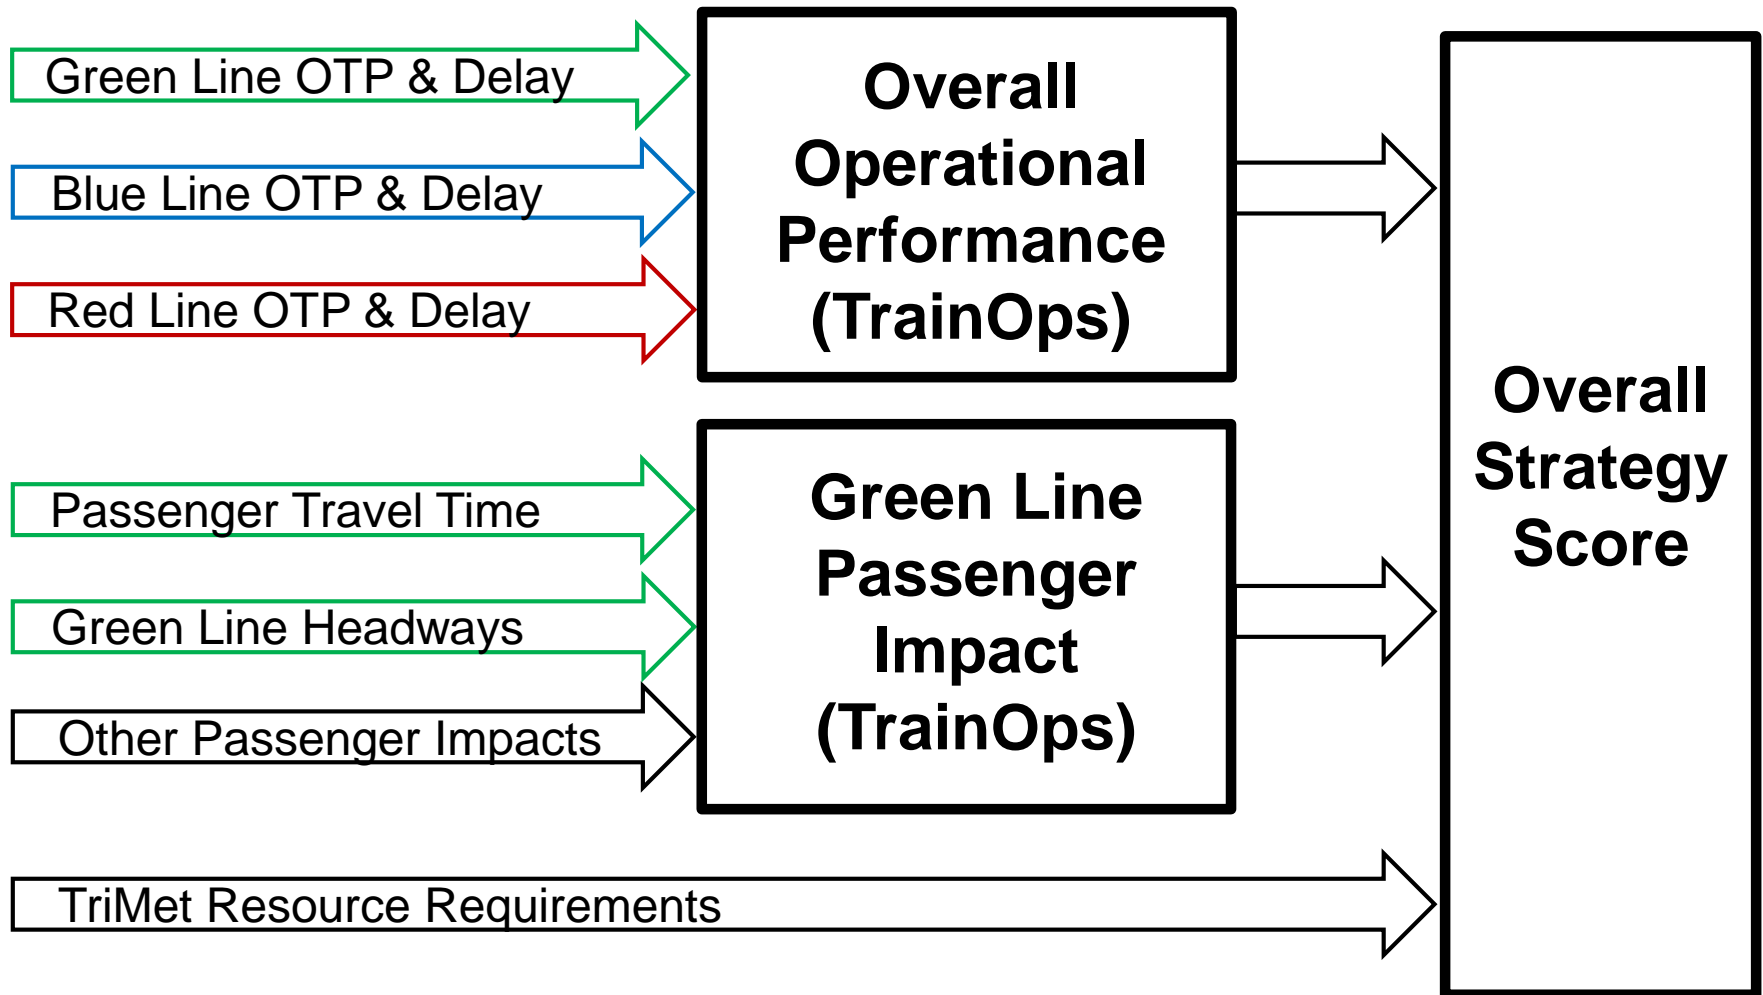 Green Line OTP & Delay
Blue Line OTP & Delay
Red Line OTP & Delay
Overall
Operational
Performance
(TrainOps)
Passenger Travel Time
Green Line Headways
Other Passenger Impacts
Green Line
Passenger
Impact
(TrainOps)
TriMet Resource Requirements
Overall
Strategy
Score